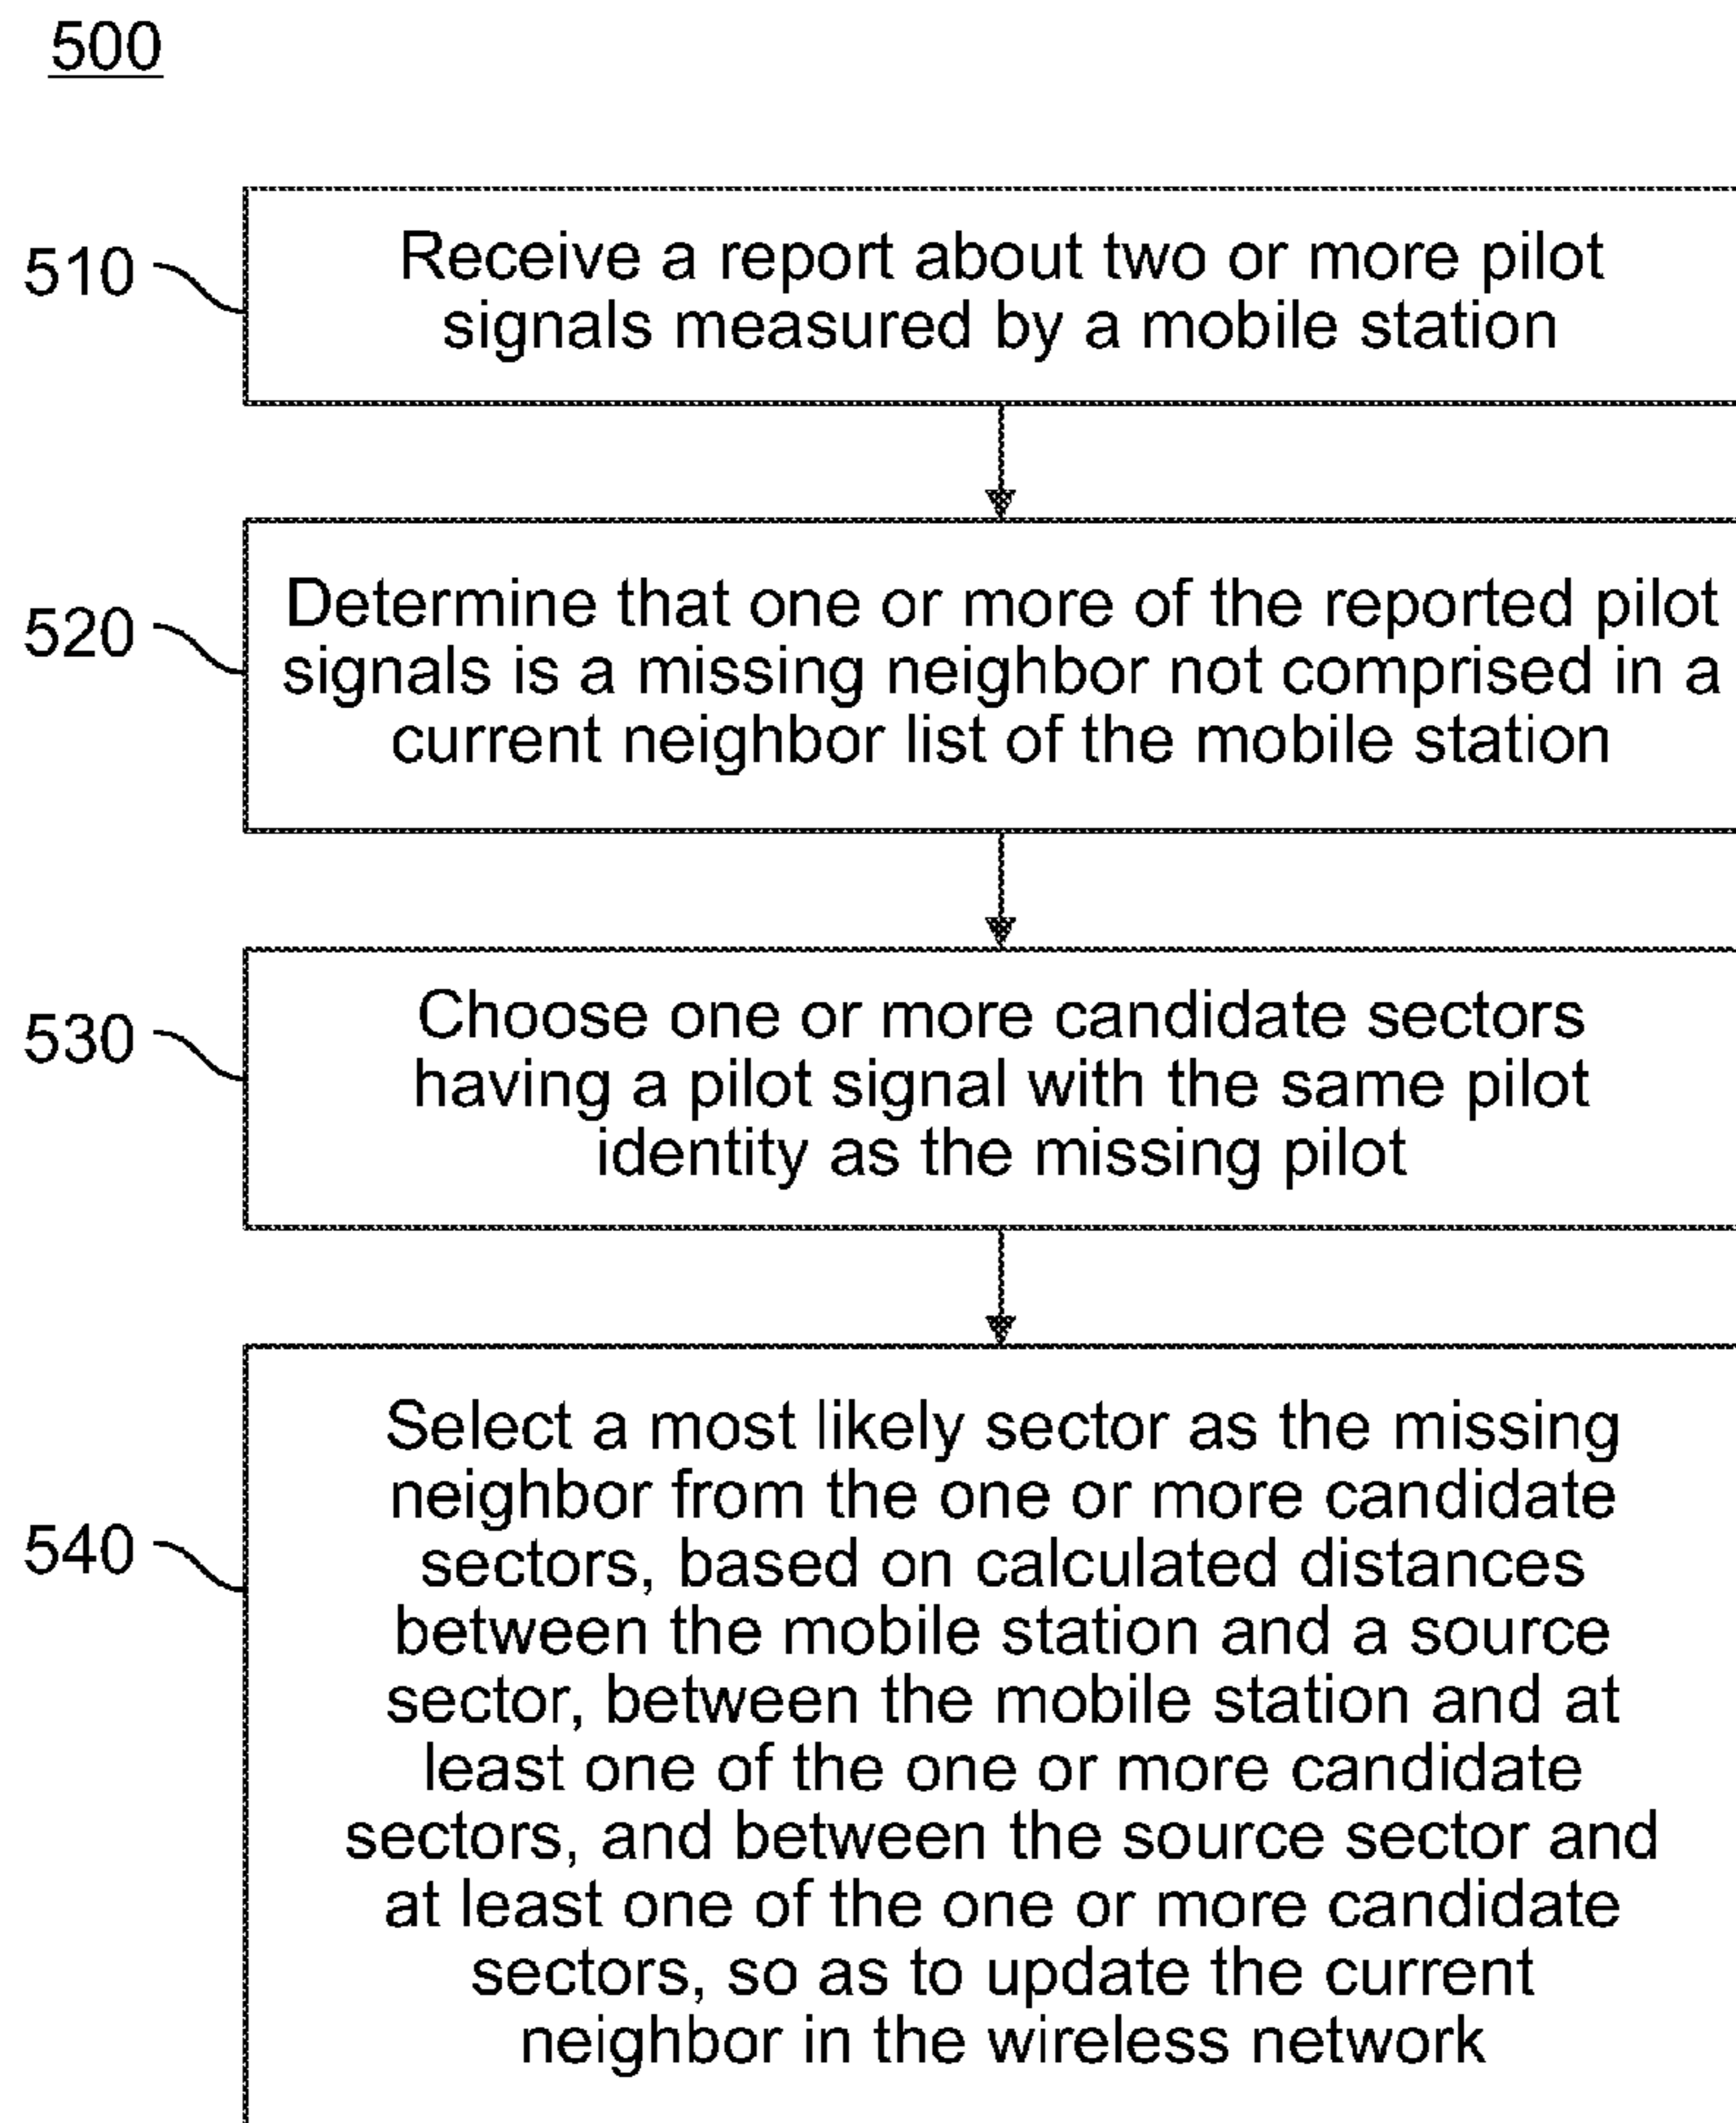 500
510
Receive a report about two or more pilot
signals measured by a mobile station
520
Determine that one or more of the reported pilot
signals is a missing neighbor not comprised in a
current neighbor list of the mobile station
530
Choose one or more candidate sectors
having a pilot signal with the same pilot
identity as the missing pilot
540
Select a most likely sector as the missing
neighbor from the one or more candidate
sectors, based on calculated distances
between the mobile station and a source
sector, between the mobile station and at
least one of the one or more candidate
sectors, and between the source sector and
at least one of the one or more candidate
sectors, so as to update the current
neighbor in the wireless network